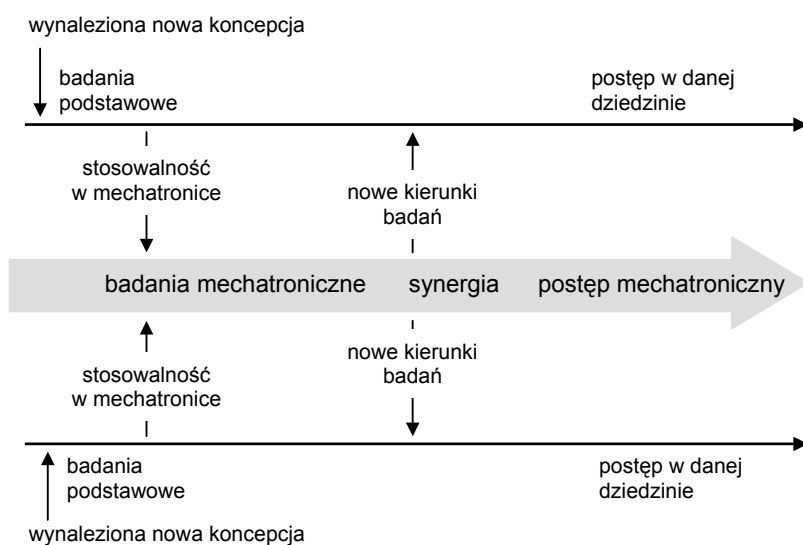 wynaleziona nowa koncepcja
badania
podstawowe
postęp w danej
dziedzinie
stosowalność
w mechatronice
nowe kierunki
badań
badania mechatroniczne
synergia
postęp mechatroniczny
stosowalność
w mechatronice
nowe kierunki
badań
badania
podstawowe
postęp w danej
dziedzinie
wynaleziona nowa koncepcja